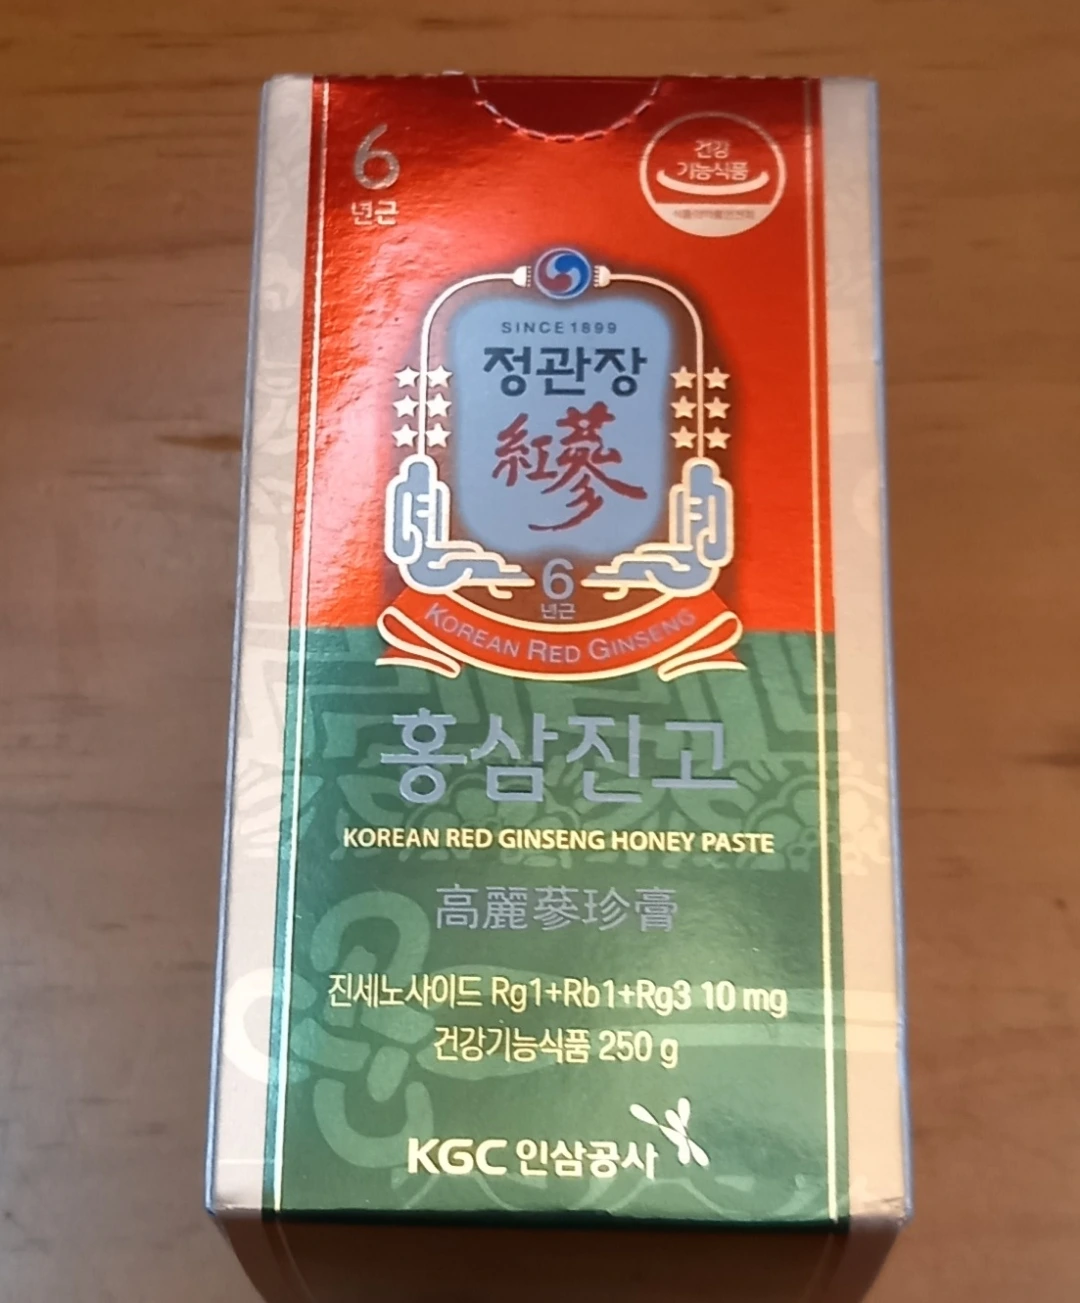 6
년근
건강
기능식품
SINCE 1899
정관장
紅蔘
6
년근
KOREAN RED GINSENG
홍삼진고
KOREAN RED GINSENG HONEY PASTE
高麗蔘珍膏
진세노사이드 Rg1+Rb1+Rg3 10 mg
건강기능식품 250 g
KGC 인삼공사